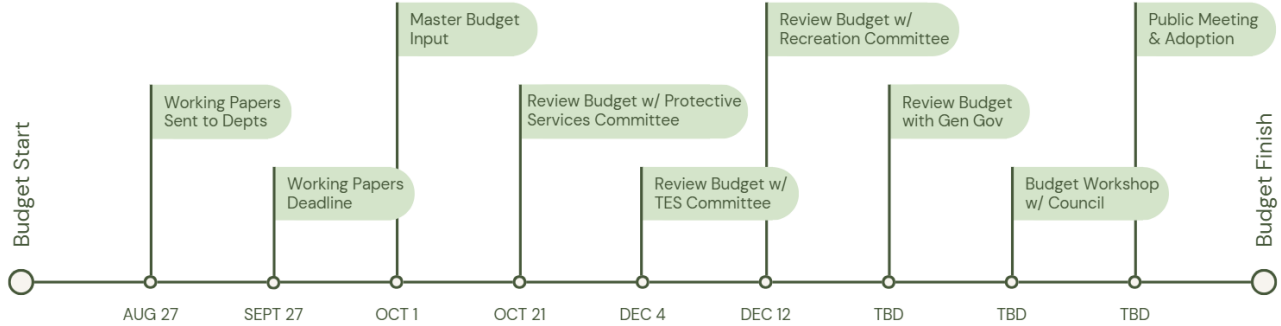 Budget Start
Working Papers
Sent to Depts
AUG 27
Working Papers
Deadline
SEPT 27
Master Budget
Input
OCT 1
Review Budget w/ Protective
Services Committee
OCT 21
Review Budget w/
TES Committee
DEC 4
Review Budget w/
Recreation Committee
DEC 12
Review Budget
with Gen Gov
TBD
Budget Workshop
w/ Council
TBD
Public Meeting
& Adoption
TBD
Budget Finish